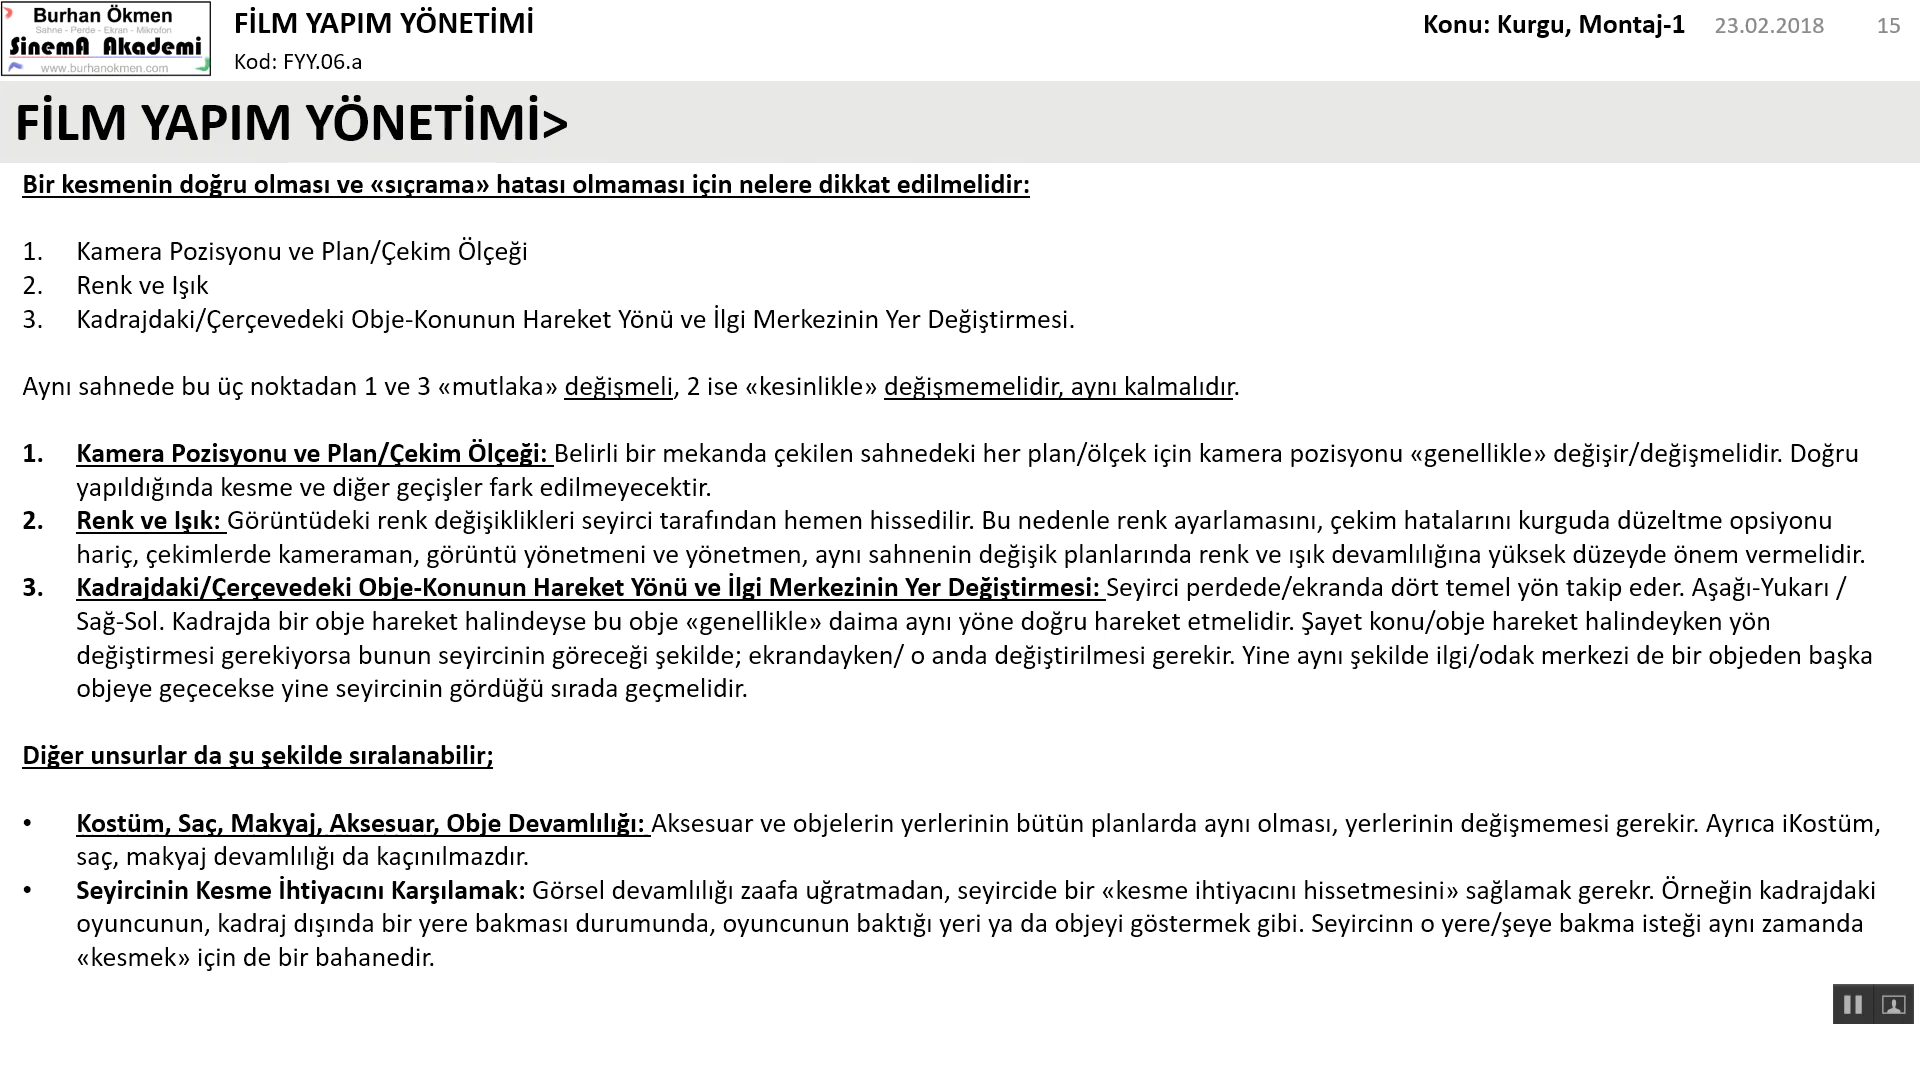 Burhan Ökmen
Sahne - Perde - Ekran - Mikrofon
SinemA Akademi
www.burhanokmen.com
FİLM YAPIM YÖNETİMİ
Kod: FYY.06.a
Konu: Kurgu, Montaj-1 23.02.2018 15
FİLM YAPIM YÖNETİMİ>
Bir kesmenin doğru olması ve «sıçrama» hatası olmaması için nelere dikkat edilmelidir:
1. Kamera Pozisyonu ve Plan/Çekim Ölçeği
2. Renk ve Işık
3. Kadrajdaki/Çerçevedeki Obje-Konunun Hareket Yönü ve İlgi Merkezinin Yer Değiştirmesi.
Aynı sahnede bu üç noktadan 1 ve 3 «mutlaka» değişmeli, 2 ise «kesinlikle» değişmemelidir, aynı kalmalıdır.
1. Kamera Pozisyonu ve Plan/Çekim Ölçeği: Belirli bir mekanda çekilen sahnedeki her plan/ölçek için kamera pozisyonu «genellikle» değişir/değişmelidir. Doğru
yapıldığında kesme ve diğer geçişler fark edilmeyecektir.
2. Renk ve Işık: Görüntüdeki renk değişiklikleri seyirci tarafından hemen hissedilir. Bu nedenle renk ayarlamasını, çekim hatalarını kurguda düzeltme opsiyonu
hariç, çekimlerde kameraman, görüntü yönetmeni ve yönetmen, aynı sahnenin değişik planlarında renk ve ışık devamlılığına yüksek düzeyde önem vermelidir.
3. Kadrajdaki/Çerçevedeki Obje-Konunun Hareket Yönü ve İlgi Merkezinin Yer Değiştirmesi: Seyirci perdede/ekranda dört temel yön takip eder. Aşağı-Yukarı /
Sağ-Sol. Kadrajda bir obje hareket halindeyse bu obje «genellikle» daima aynı yöne doğru hareket etmelidir. Şayet konu/obje hareket halindeyken yön
değiştirmesi gerekiyorsa bunun seyircinin göreceği şekilde; ekrandayken/ o anda değiştirilmesi gerekir. Yine aynı şekilde ilgi/odak merkezi de bir objeden başka
objeye geçecekse yine seyircinin gördüğü sırada geçmelidir.
Diğer unsurlar da şu şekilde sıralanabilir;
• Kostüm, Saç, Makyaj, Aksesuar, Obje Devamlılığı: Aksesuar ve objelerin yerlerinin bütün planlarda aynı olması, yerlerinin değişmemesi gerekir. Ayrıca iKostüm,
saç, makyaj devamlılığı da kaçınılmazdır.
• Seyircinin Kesme İhtiyacını Karşılamak: Görsel devamlılığı zaafa uğratmadan, seyircide bir «kesme ihtiyacını hissetmesini» sağlamak gerekr. Örneğin kadrajdaki
oyuncunun, kadraj dışında bir yere bakması durumunda, oyuncunun baktığı yeri ya da objeyi göstermek gibi. Seyircinn o yere/şeye bakma isteği aynı zamanda
«kesmek» için de bir bahanedir.